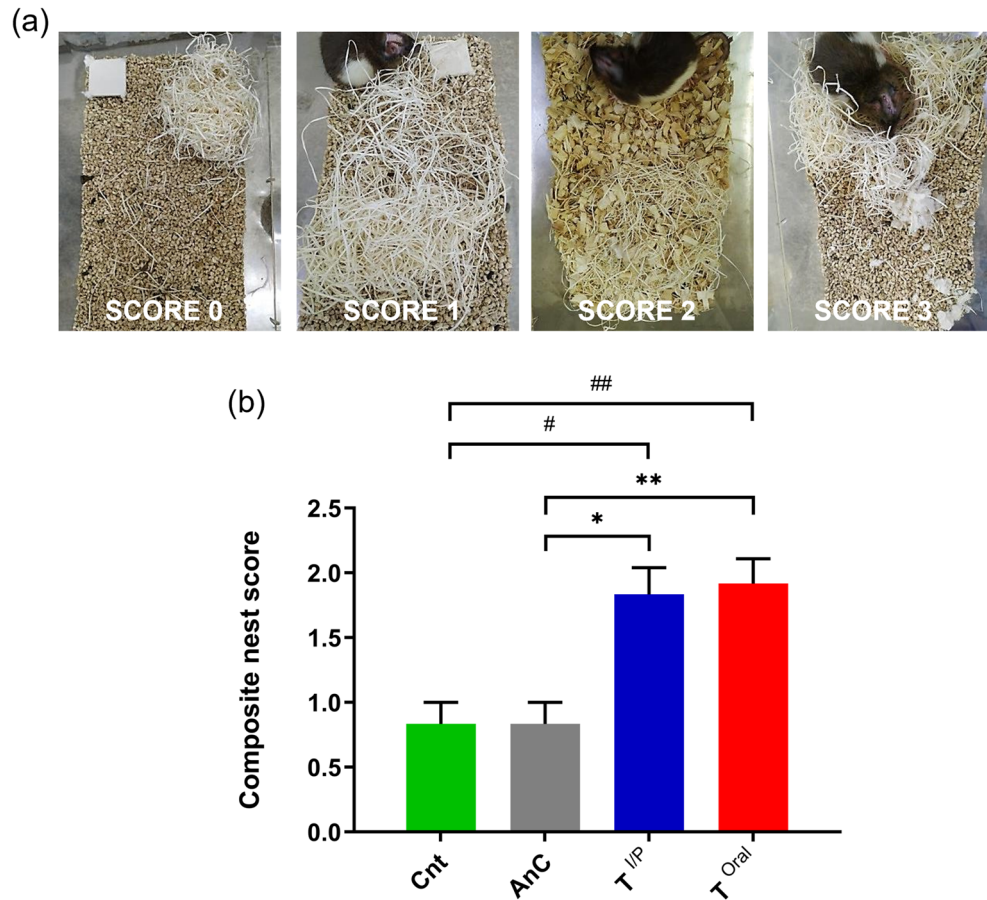 (a)
SCORE 0
SCORE 1
SCORE 2
SCORE 3
(b)
##
#
**
*
Composite nest score
2.5
2.0
1.5
1.0
0.5
0.0
Cnt
AnC
T I/P
T Oral